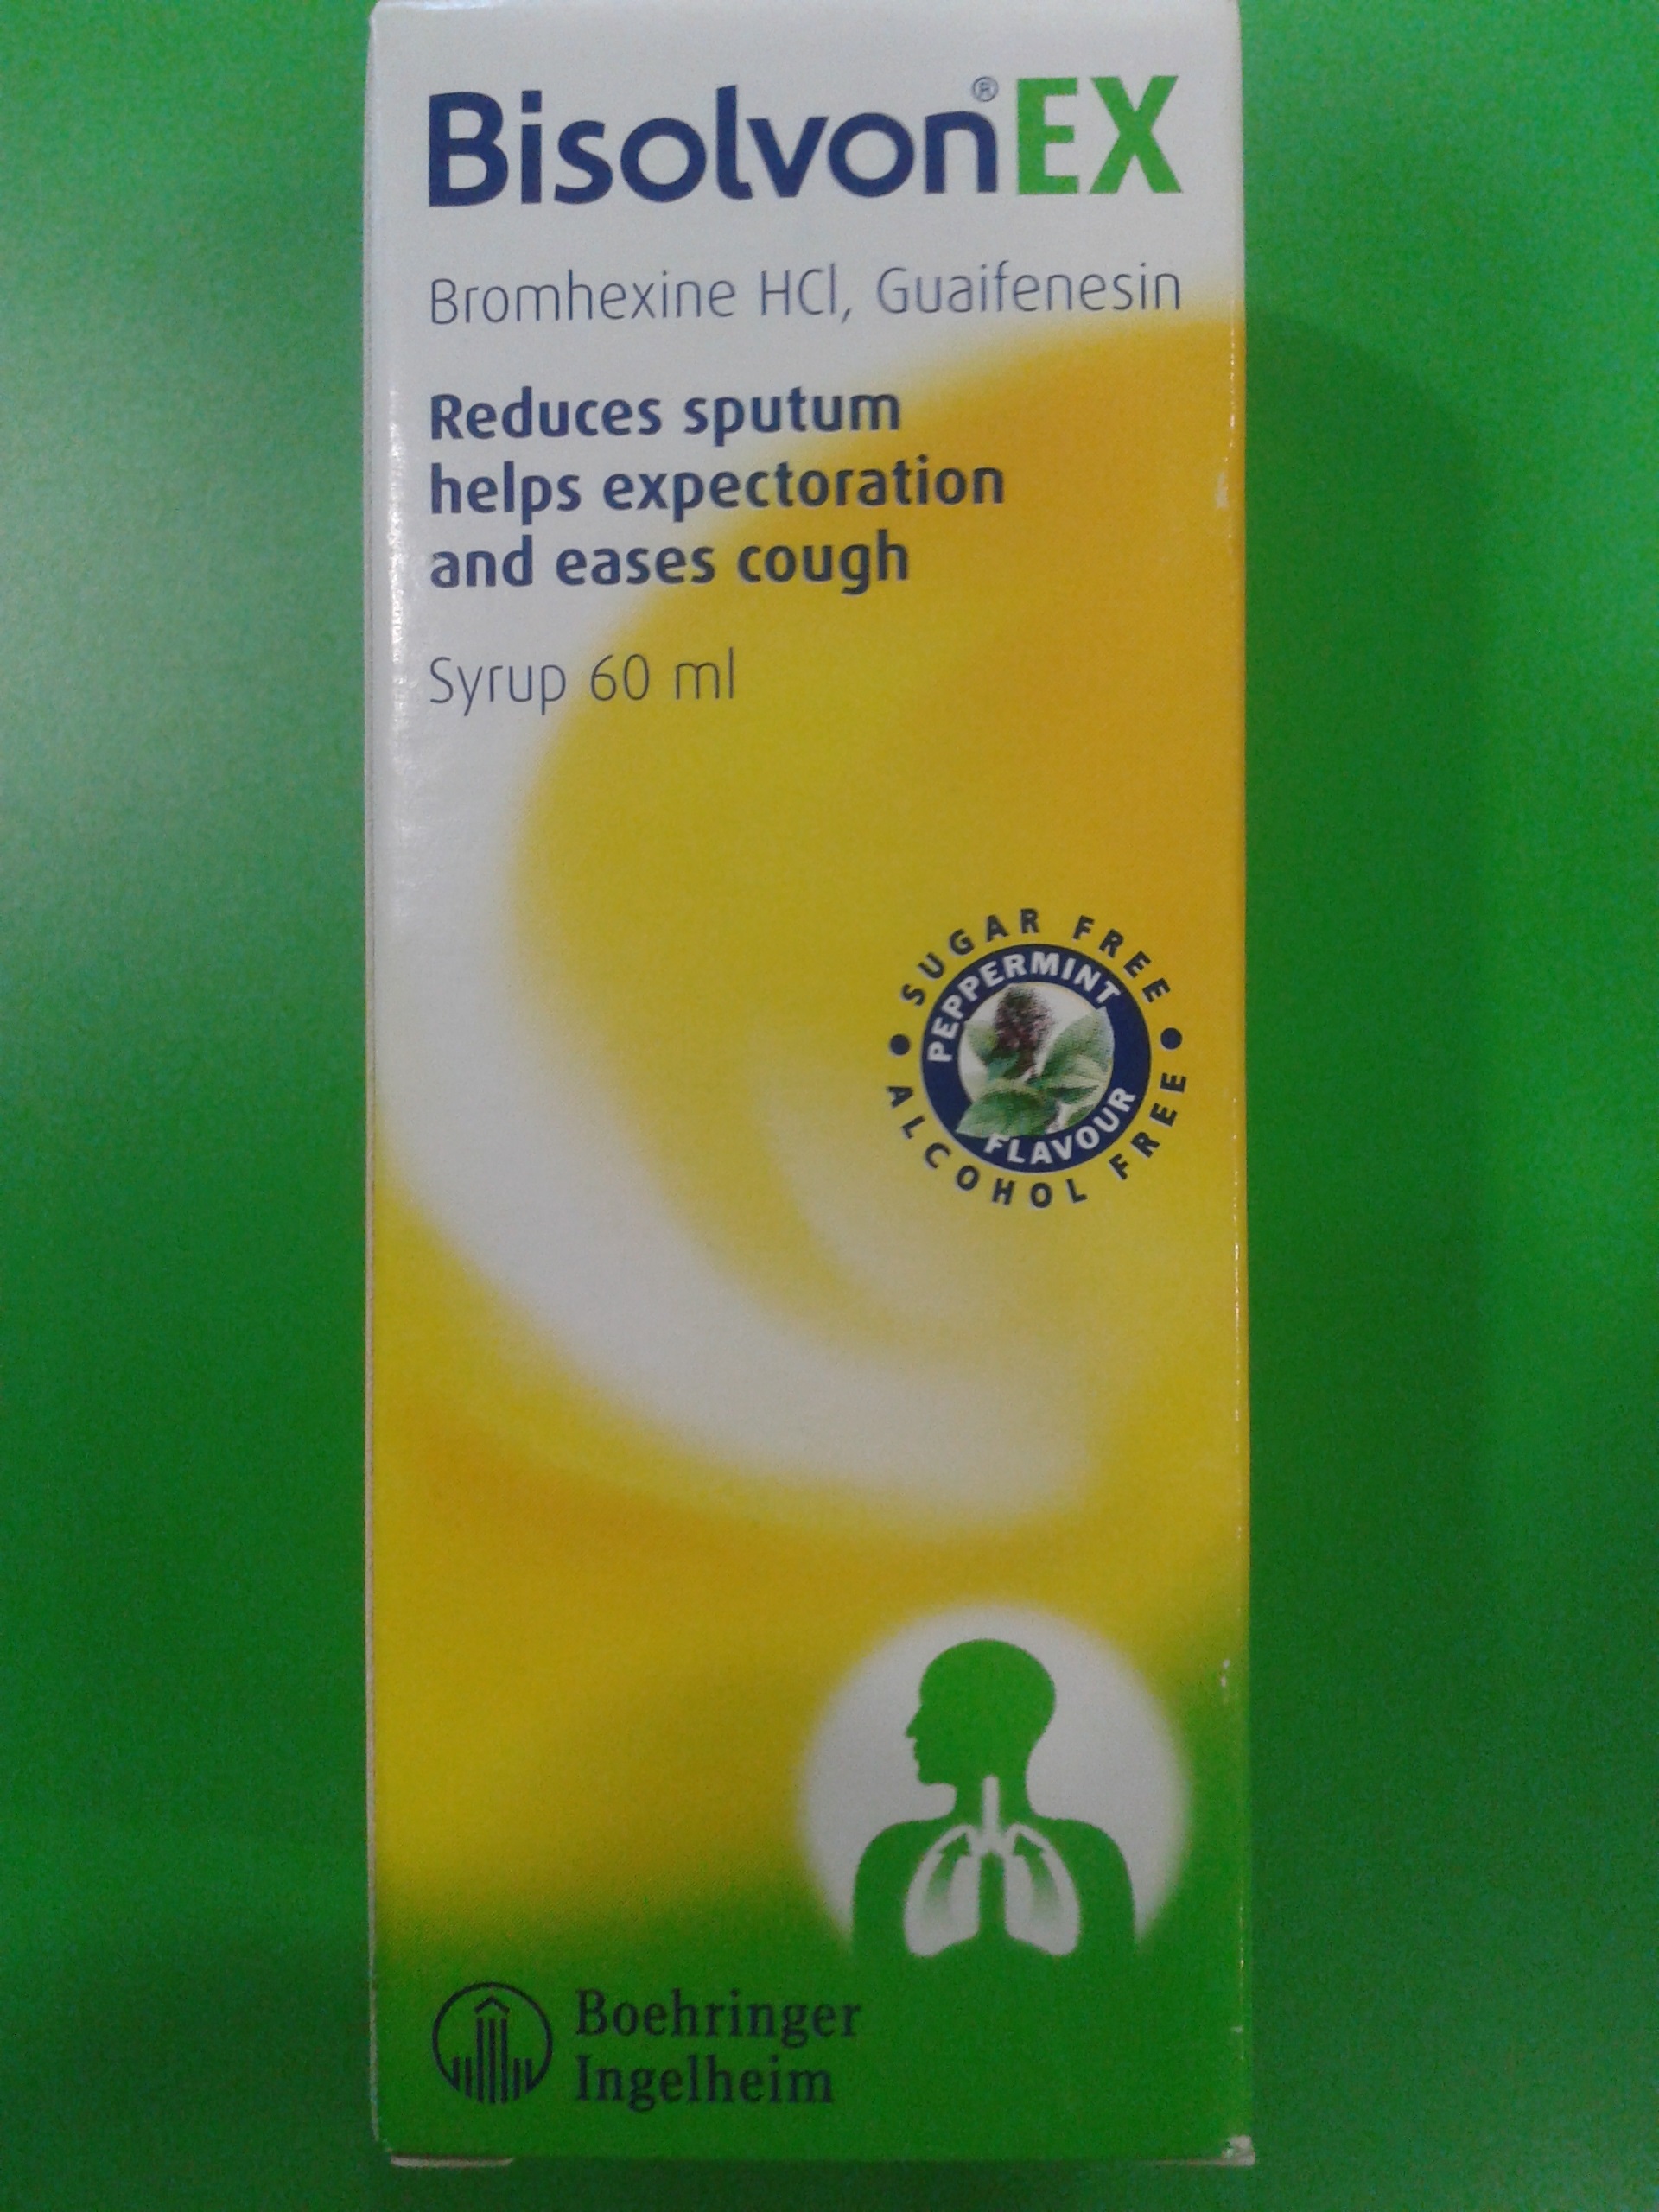 Bisolvon®EX
Bromhexine HCl, Guaifenesin
Reduces sputum
helps expectoration
and eases cough
Syrup 60 ml
• SUGAR FREE •
PEPPERMINT
FLAVOUR
ALCOHOL FREE
Boehringer
Ingelheim